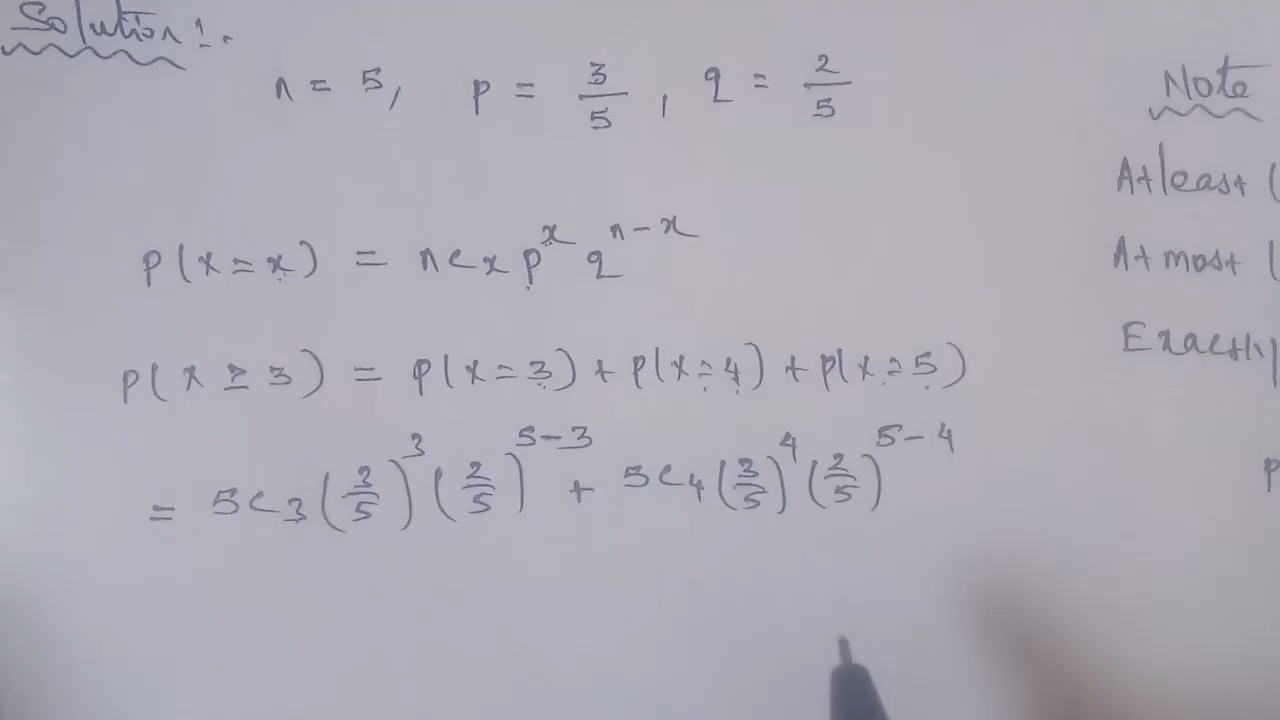 Solution :-
n = 5, p = 3/5, q = 2/5
Note
Atleast (
P(X = x) = ncx p^x q^n-x
Atmost (
Exactly
P(X ≥ 3) = P(X = 3) + P(X = 4) + P(X = 5)
= 5c3 (3/5)^3 (2/5)^5-3 + 5c4 (3/5)^4 (2/5)^5-4
P